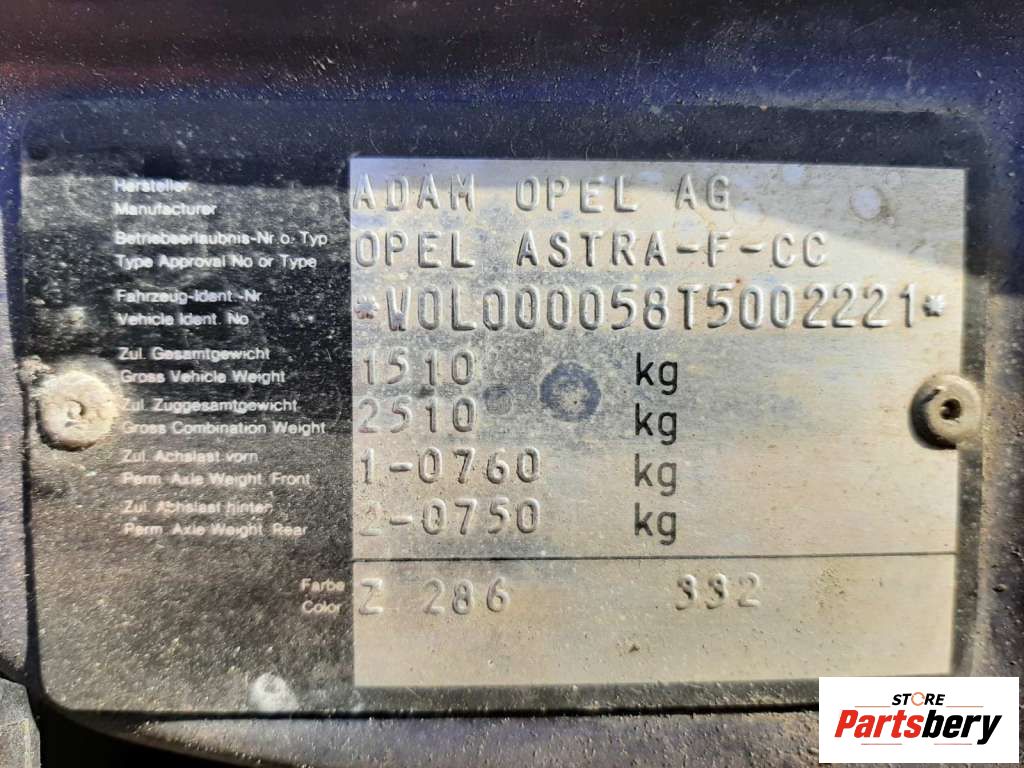 Hersteller
Manufacturer
ADAM OPEL AG
Betriebserlaubnis-Nr o. Typ
Type Approval No or Type
OPEL ASTRA-F-CC
Fahrzeug-Ident.-Nr
Vehicle Ident. No
*W0L000058T5002221*
Zul. Gesamtgewicht
Gross Vehicle Weight
1510 kg
Zul. Zuggesamtgewicht
Gross Combination Weight
2510 kg
Zul. Achslast vorn
Perm. Axle Weight Front
1-0760 kg
Zul. Achslast hinten
Perm. Axle Weight Rear
2-0750 kg
Farbe
Color
Z 286 332
STORE
Partsbery